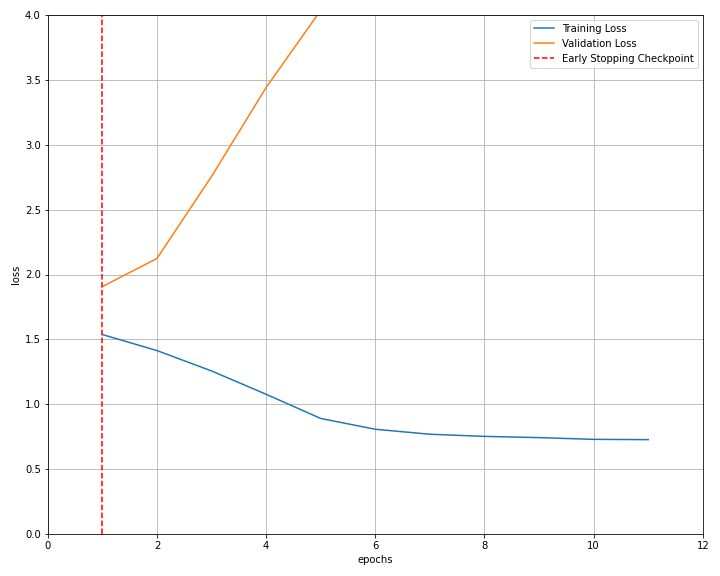 4.0
3.5
3.0
2.5
2.0
1.5
1.0
0.5
0.0
loss
Training Loss
Validation Loss
Early Stopping Checkpoint
0 2 4 6 8 10 12
epochs